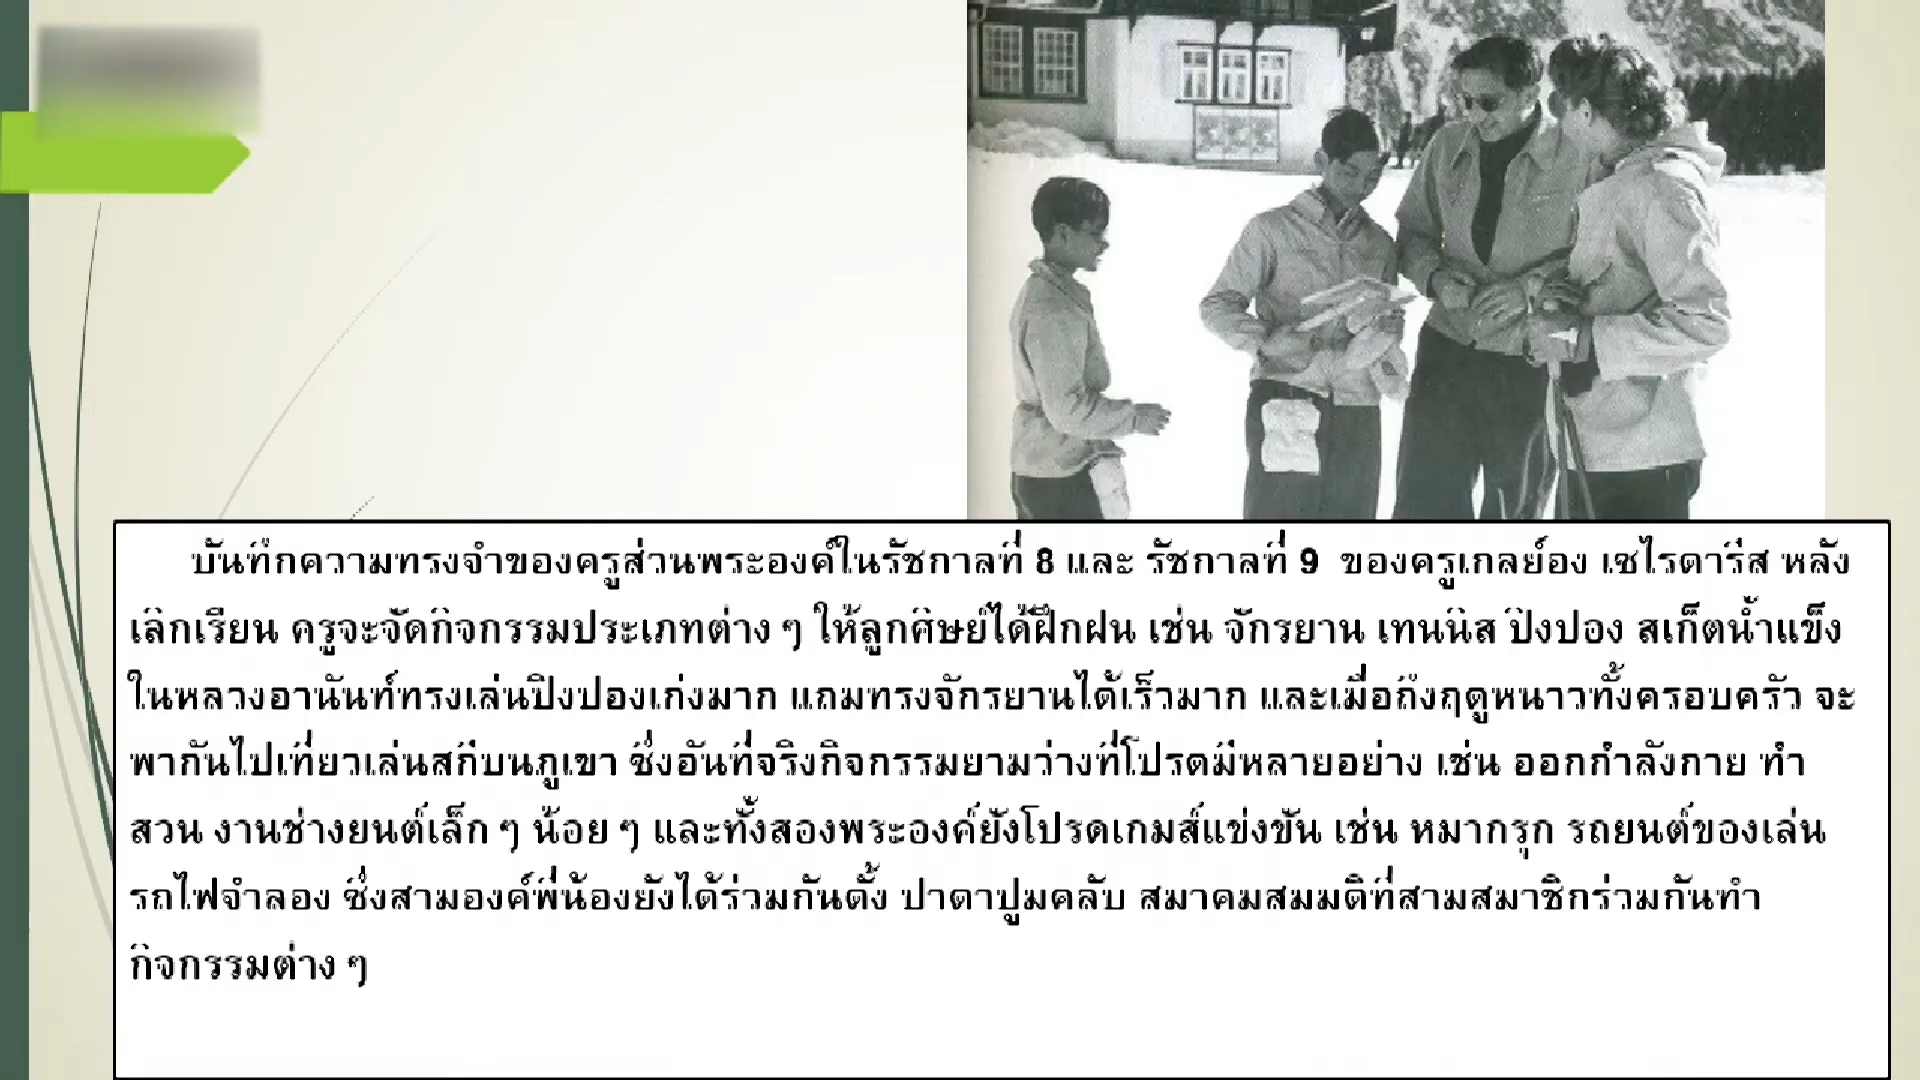 บันทึกความทรงจำของครูส่วนพระองค์ในรัชกาลที่ 8 และ รัชกาลที่ 9 ของครูเกลย์อง เซไรดารีส หลัง
เลิกเรียน ครูจะจัดกิจกรรมประเภทต่าง ๆ ให้ลูกศิษย์ได้ฝึกฝน เช่น จักรยาน เทนนิส ปิงปอง สเก็ตน้ำแข็ง
ในหลวงอานันท์ทรงเล่นปิงปองเก่งมาก แถมทรงจักรยานได้เร็วมาก และเมื่อถึงฤดูหนาวทั้งครอบครัว จะ
พากันไปเที่ยวเล่นสกีบนภูเขา ซึ่งอันที่จริงกิจกรรมยามว่างที่โปรดมีหลายอย่าง เช่น ออกกำลังกาย ทำ
สวน งานช่างยนต์เล็ก ๆ น้อย ๆ และทั้งสองพระองค์ยังโปรดเกมส์แข่งขัน เช่น หมากรุก รถยนต์ของเล่น
รถไฟจำลอง ซึ่งสามองค์พี่น้องยังได้ร่วมกันตั้ง ปาตาปูมคลับ สมาคมสมมติที่สามสมาชิกร่วมกันทำ
กิจกรรมต่าง ๆ